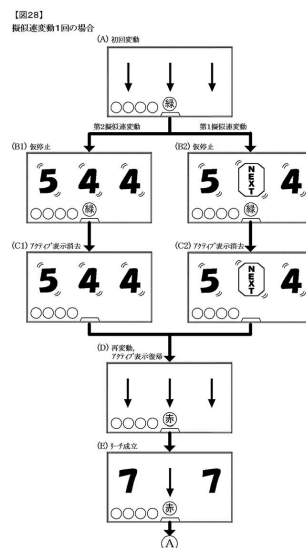 【図28】
擬似連変動1回の場合
(A) 初回変動
緑
第2擬似連変動 第1擬似連変動
(B1) 仮停止 (B2) 仮停止
5 4 4 5 NEXT 4
緑
(C1) アクティブ表示消去 (C2) アクティブ表示消去
5 4 4 5 NEXT 4
(D) 再変動,
アクティブ表示復帰
赤
(E) リーチ成立
7 7
赤
A